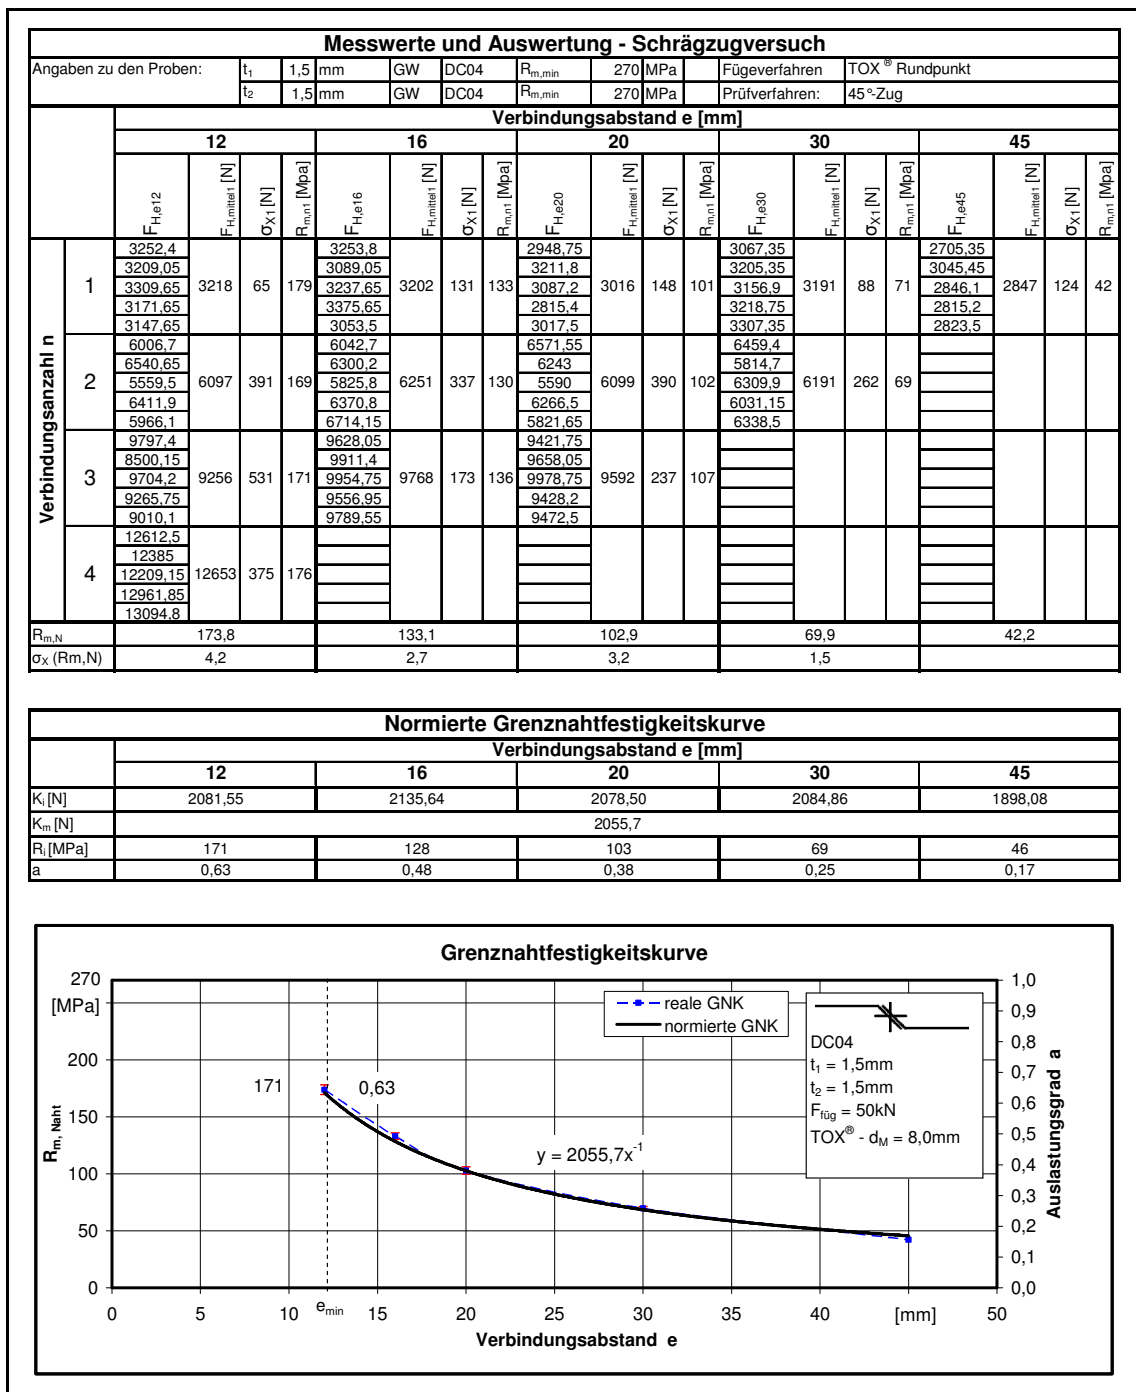 Messwerte und Auswertung - Schrägzugversuch
Angaben zu den Proben: t1 1,5 mm GW DC04 Rm,min 270 MPa Fügeverfahren TOX ® Rundpunkt
t2 1,5 mm GW DC04 Rm,min 270 MPa Prüfverfahren: 45°-Zug
Verbindungsabstand e [mm]
12 16 20 30 45
FH,e12 FH,mittel1 [N] σX1 [N] Rm,n1 [Mpa] FH,e16 FH,mittel1 [N] σX1 [N] Rm,n1 [Mpa] FH,e20 FH,mittel1 [N] σX1 [N] Rm,n1 [Mpa] FH,e30 FH,mittel1 [N] σX1 [N] Rm,n1 [Mpa] FH,e45 FH,mittel1 [N] σX1 [N] Rm,n1 [Mpa]
Verbindungsanzahl n
3252,4 3253,8 2948,75 3067,35 2705,35
3209,05 3089,05 3211,8 3205,35 3045,45
1 3309,65 3218 65 179 3237,65 3202 131 133 3087,2 3016 148 101 3156,9 3191 88 71 2846,1 2847 124 42
3171,65 3375,65 2815,4 3218,75 2815,2
3147,65 3053,5 3017,5 3307,35 2823,5
6006,7 6042,7 6571,55 6459,4
6540,65 6300,2 6243 5814,7
2 5559,5 6097 391 169 5825,8 6251 337 130 5590 6099 390 102 6309,9 6191 262 69
6411,9 6370,8 6266,5 6031,15
5966,1 6714,15 5821,65 6338,5
9797,4 9628,05 9421,75
8500,15 9911,4 9658,05
3 9704,2 9256 531 171 9954,75 9768 173 136 9978,75 9592 237 107
9265,75 9556,95 9428,2
9010,1 9789,55 9472,5
12612,5
12385
4 12209,15 12653 375 176
12961,85
13094,8
Rm,N 173,8 133,1 102,9 69,9 42,2
σX (Rm,N) 4,2 2,7 3,2 1,5
Normierte Grenznahtfestigkeitskurve
Verbindungsabstand e [mm]
12 16 20 30 45
Ki [N] 2081,55 2135,64 2078,50 2084,86 1898,08
Km [N] 2055,7
Ri [MPa] 171 128 103 69 46
a 0,63 0,48 0,38 0,25 0,17
Grenznahtfestigkeitskurve
270
[MPa]
200
150
100
50
0
Rm, Naht
1,0
0,9
0,8
0,7
0,6
0,5
0,4
0,3
0,2
0,1
0,0
Auslastungsgrad a
reale GNK
normierte GNK
DC04
t1 = 1,5mm
t2 = 1,5mm
Ffüg = 50kN
TOX® - dM = 8,0mm
171 0,63
y = 2055,7x-1
0 5 10 emin 15 20 25 30 35 40 [mm] 50
Verbindungsabstand e